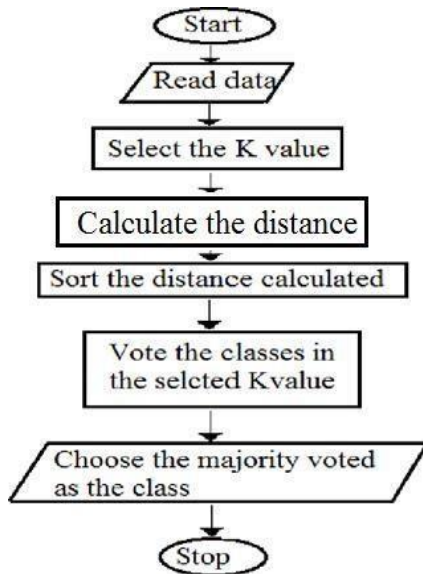 Start
Read data
Select the K value
Calculate the distance
Sort the distance calculated
Vote the classes in
the selcted Kvalue
Choose the majority voted
as the class
Stop